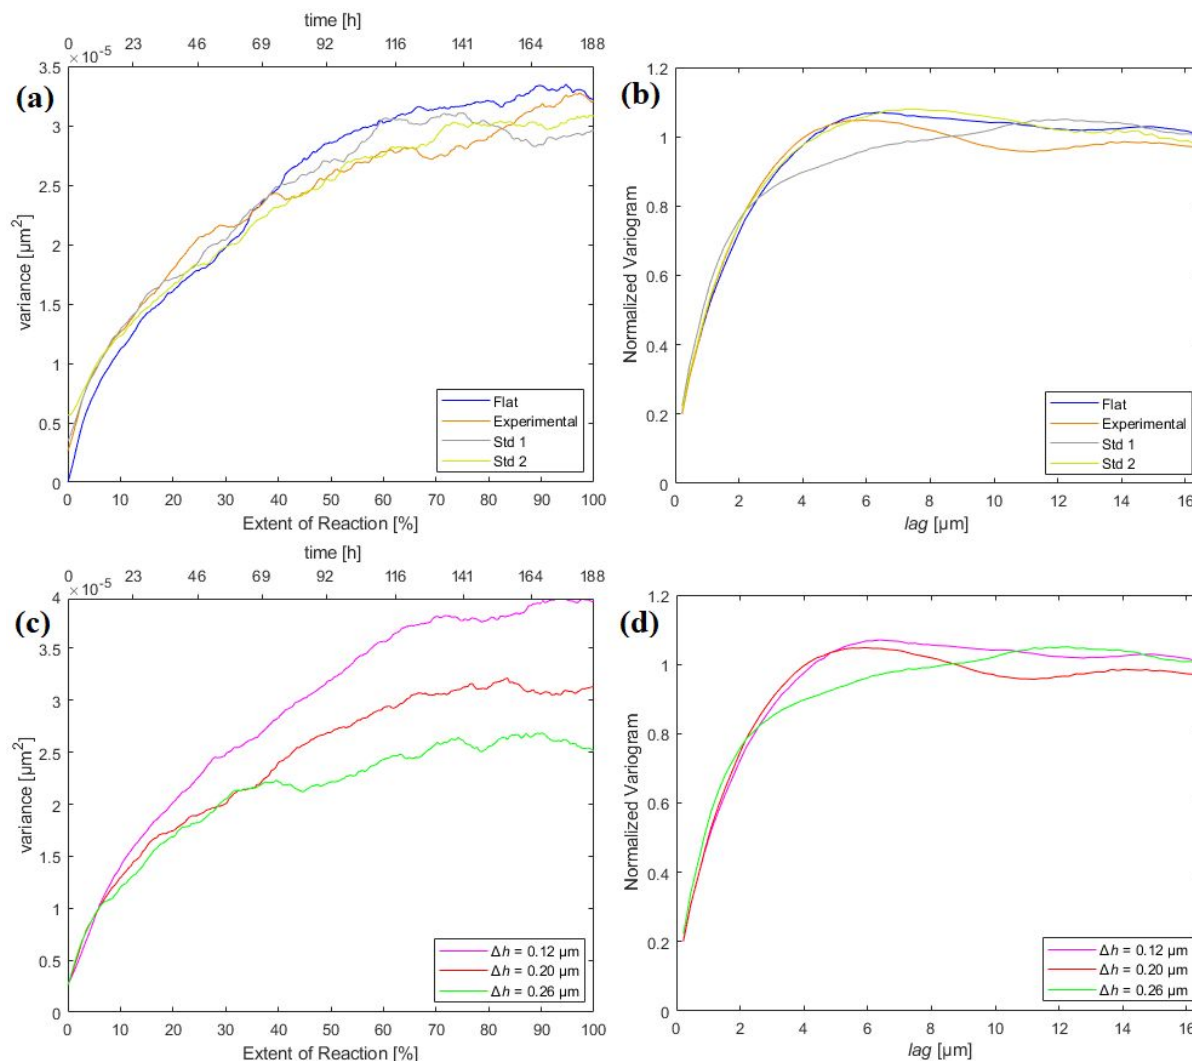 time [h]
0 23 46 69 92 116 141 164 188
×10⁻⁵
(a)
3.5
3
2.5
2
1.5
1
0.5
0
variance [µm²]
Flat
Experimental
Std 1
Std 2
0 10 20 30 40 50 60 70 80 90 100
Extent of Reaction [%]
(b)
1.2
1
0.8
0.6
0.4
0.2
0
Normalized Variogram
Flat
Experimental
Std 1
Std 2
0 2 4 6 8 10 12 14 16
lag [µm]
time [h]
0 23 46 69 92 116 141 164 188
×10⁻⁵
(c)
4
3.5
3
2.5
2
1.5
1
0.5
0
variance [µm²]
Δh = 0.12 µm
Δh = 0.20 µm
Δh = 0.26 µm
0 10 20 30 40 50 60 70 80 90 100
Extent of Reaction [%]
(d)
1.2
1
0.8
0.6
0.4
0.2
0
Normalized Variogram
Δh = 0.12 µm
Δh = 0.20 µm
Δh = 0.26 µm
0 2 4 6 8 10 12 14 16
lag [µm]